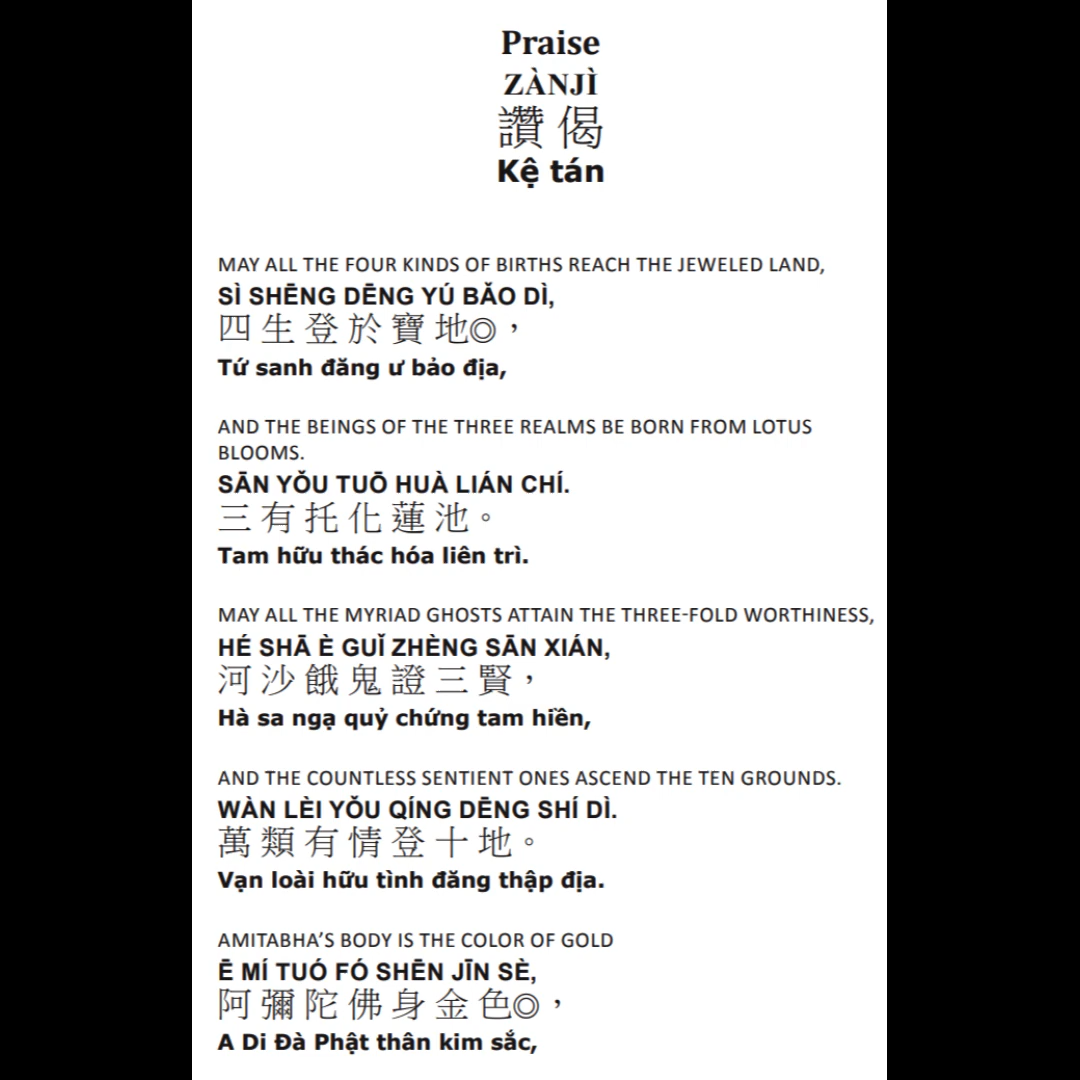 Praise
ZÀNJÌ
讚 偈
Kệ tán
MAY ALL THE FOUR KINDS OF BIRTHS REACH THE JEWELED LAND,
SÌ SHĒNG DĒNG YÚ BǍO DÌ,
四 生 登 於 寶 地◎，
Tứ sanh đăng ư bảo địa,
AND THE BEINGS OF THE THREE REALMS BE BORN FROM LOTUS
BLOOMS.
SĀN YǑU TUŌ HUÀ LIÁN CHÍ.
三 有 托 化 蓮 池。
Tam hữu thác hóa liên trì.
MAY ALL THE MYRIAD GHOSTS ATTAIN THE THREE-FOLD WORTHINESS,
HÉ SHĀ È GUǏ ZHÈNG SĀN XIÁN,
河 沙 餓 鬼 證 三 賢，
Hà sa ngạ quỷ chứng tam hiền,
AND THE COUNTLESS SENTIENT ONES ASCEND THE TEN GROUNDS.
WÀN LÈI YǑU QÍNG DĒNG SHÍ DÌ.
萬 類 有 情 登 十 地。
Vạn loài hữu tình đăng thập địa.
AMITABHA’S BODY IS THE COLOR OF GOLD
Ē MÍ TUÓ FÓ SHĒN JĪN SÈ,
阿 彌 陀 佛 身 金 色◎，
A Di Đà Phật thân kim sắc,